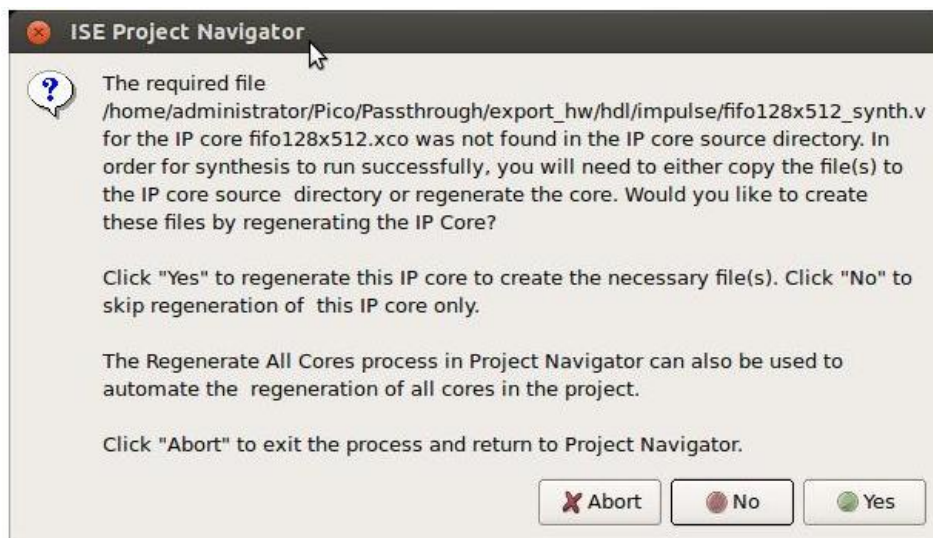 ISE Project Navigator
The required file
/home/administrator/Pico/Passthrough/export_hw/hdl/impulse/fifo128x512_synth.v
for the IP core fifo128x512.xco was not found in the IP core source directory. In
order for synthesis to run successfully, you will need to either copy the file(s) to
the IP core source  directory or regenerate the core. Would you like to create
these files by regenerating the IP Core?
Click "Yes" to regenerate this IP core to create the necessary file(s). Click "No" to
skip regeneration of  this IP core only.
The Regenerate All Cores process in Project Navigator can also be used to
automate the  regeneration of all cores in the project.
Click "Abort" to exit the process and return to Project Navigator.
Abort No Yes